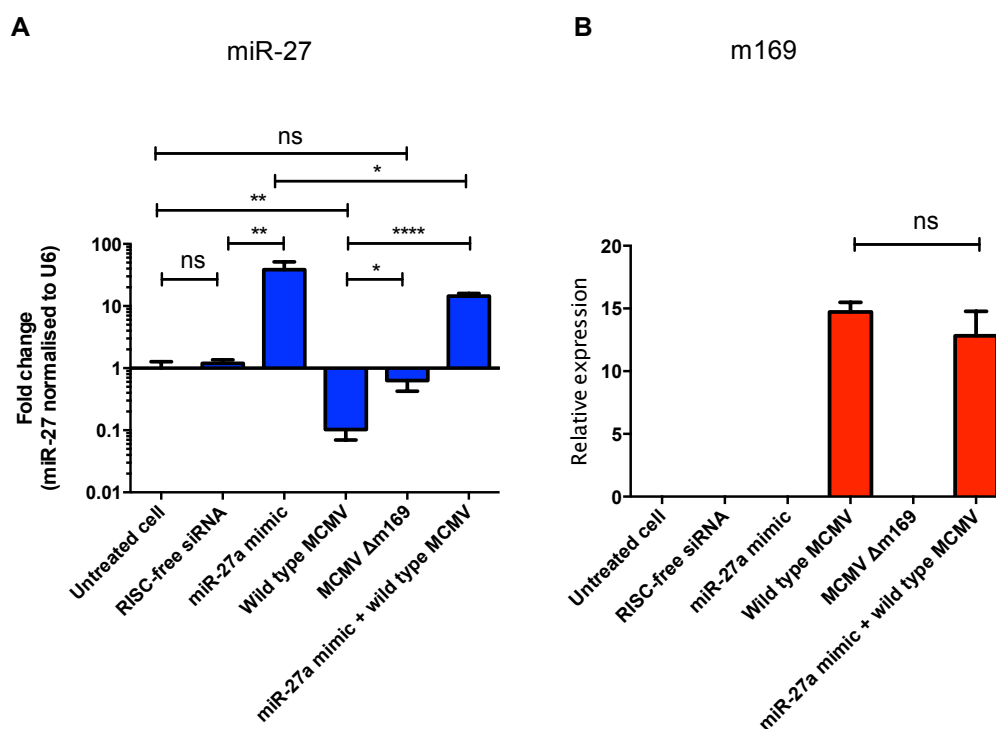 A
miR-27
ns
*
**
**
****
ns
*
Fold change
(miR-27 normalised to U6)
100
10
1
0.1
0.01
Untreated cell
RISC-free siRNA
miR-27a mimic
Wild type MCMV
MCMV Δm169
miR-27a mimic + wild type MCMV
B
m169
ns
Relative expression
20
15
10
5
0
Untreated cell
RISC-free siRNA
miR-27a mimic
Wild type MCMV
MCMV Δm169
miR-27a mimic + wild type MCMV